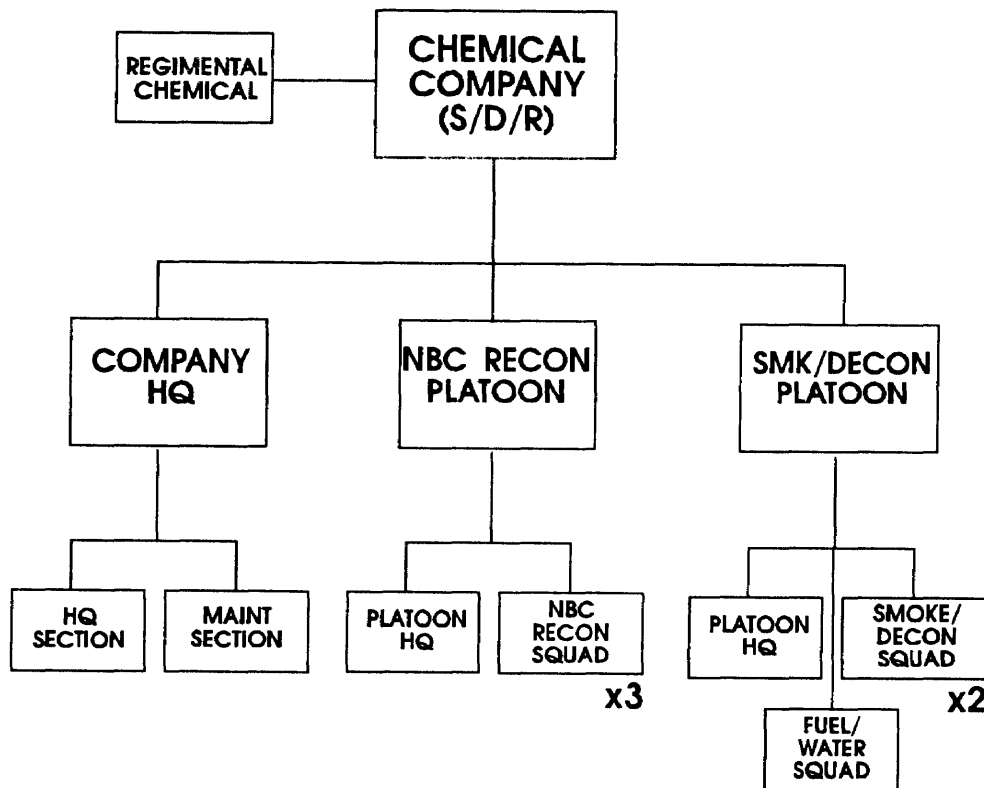 REGIMENTAL
CHEMICAL
CHEMICAL
COMPANY
(S/D/R)
COMPANY
HQ
NBC RECON
PLATOON
SMK/DECON
PLATOON
HQ
SECTION
MAINT
SECTION
PLATOON
HQ
NBC
RECON
SQUAD
x3
PLATOON
HQ
SMOKE/
DECON
SQUAD
x2
FUEL/
WATER
SQUAD